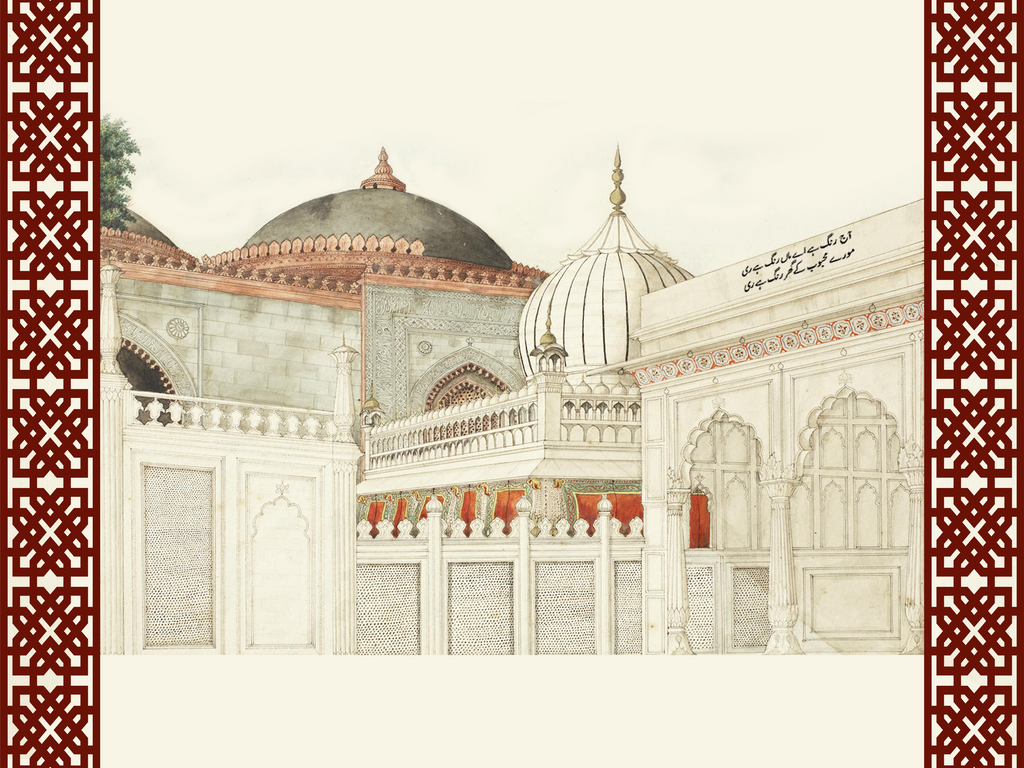 آج رنگ ہے اے ماں رنگ ہے ری
مورے محبوب کے گھر رنگ ہے ری